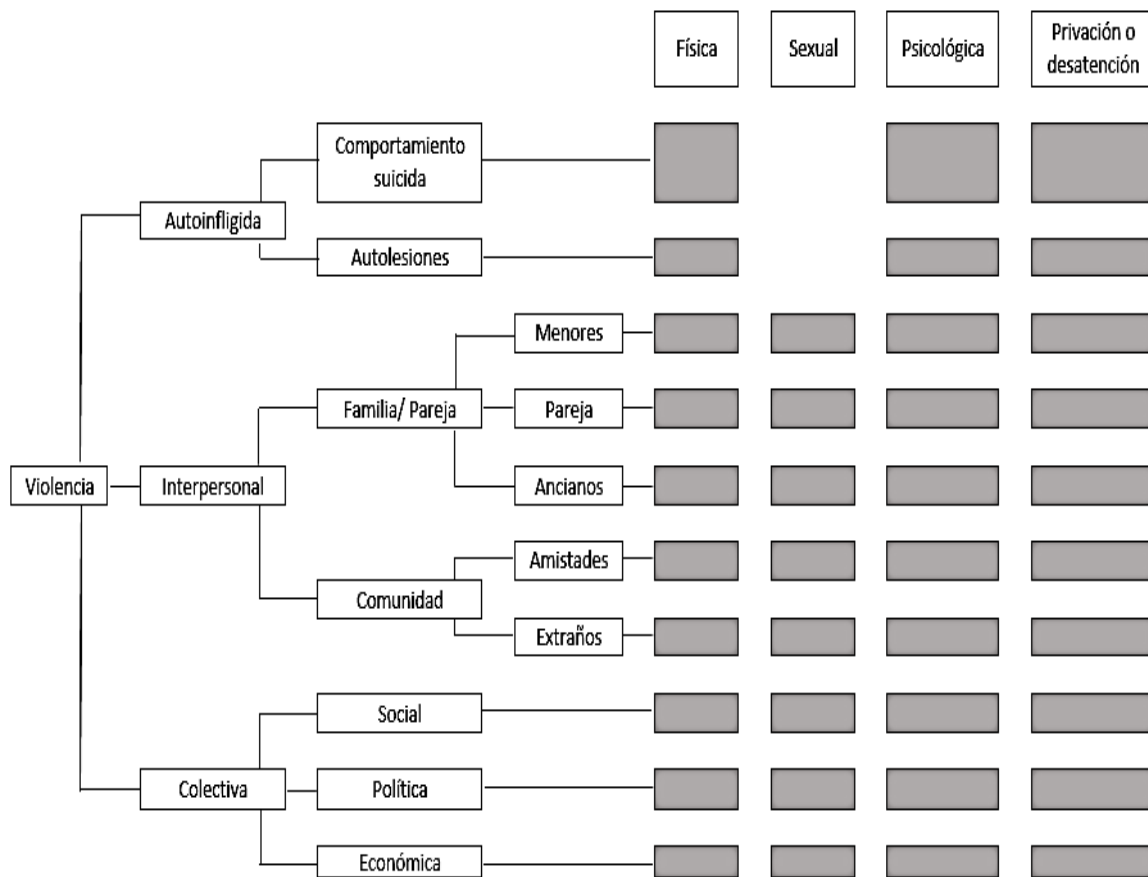 Física
Sexual
Psicológica
Privación o
desatención
Comportamiento
suicida
Autoinfligida
Autolesiones
Menores
Familia/ Pareja
Pareja
Violencia
Interpersonal
Ancianos
Amistades
Comunidad
Extraños
Social
Colectiva
Política
Económica